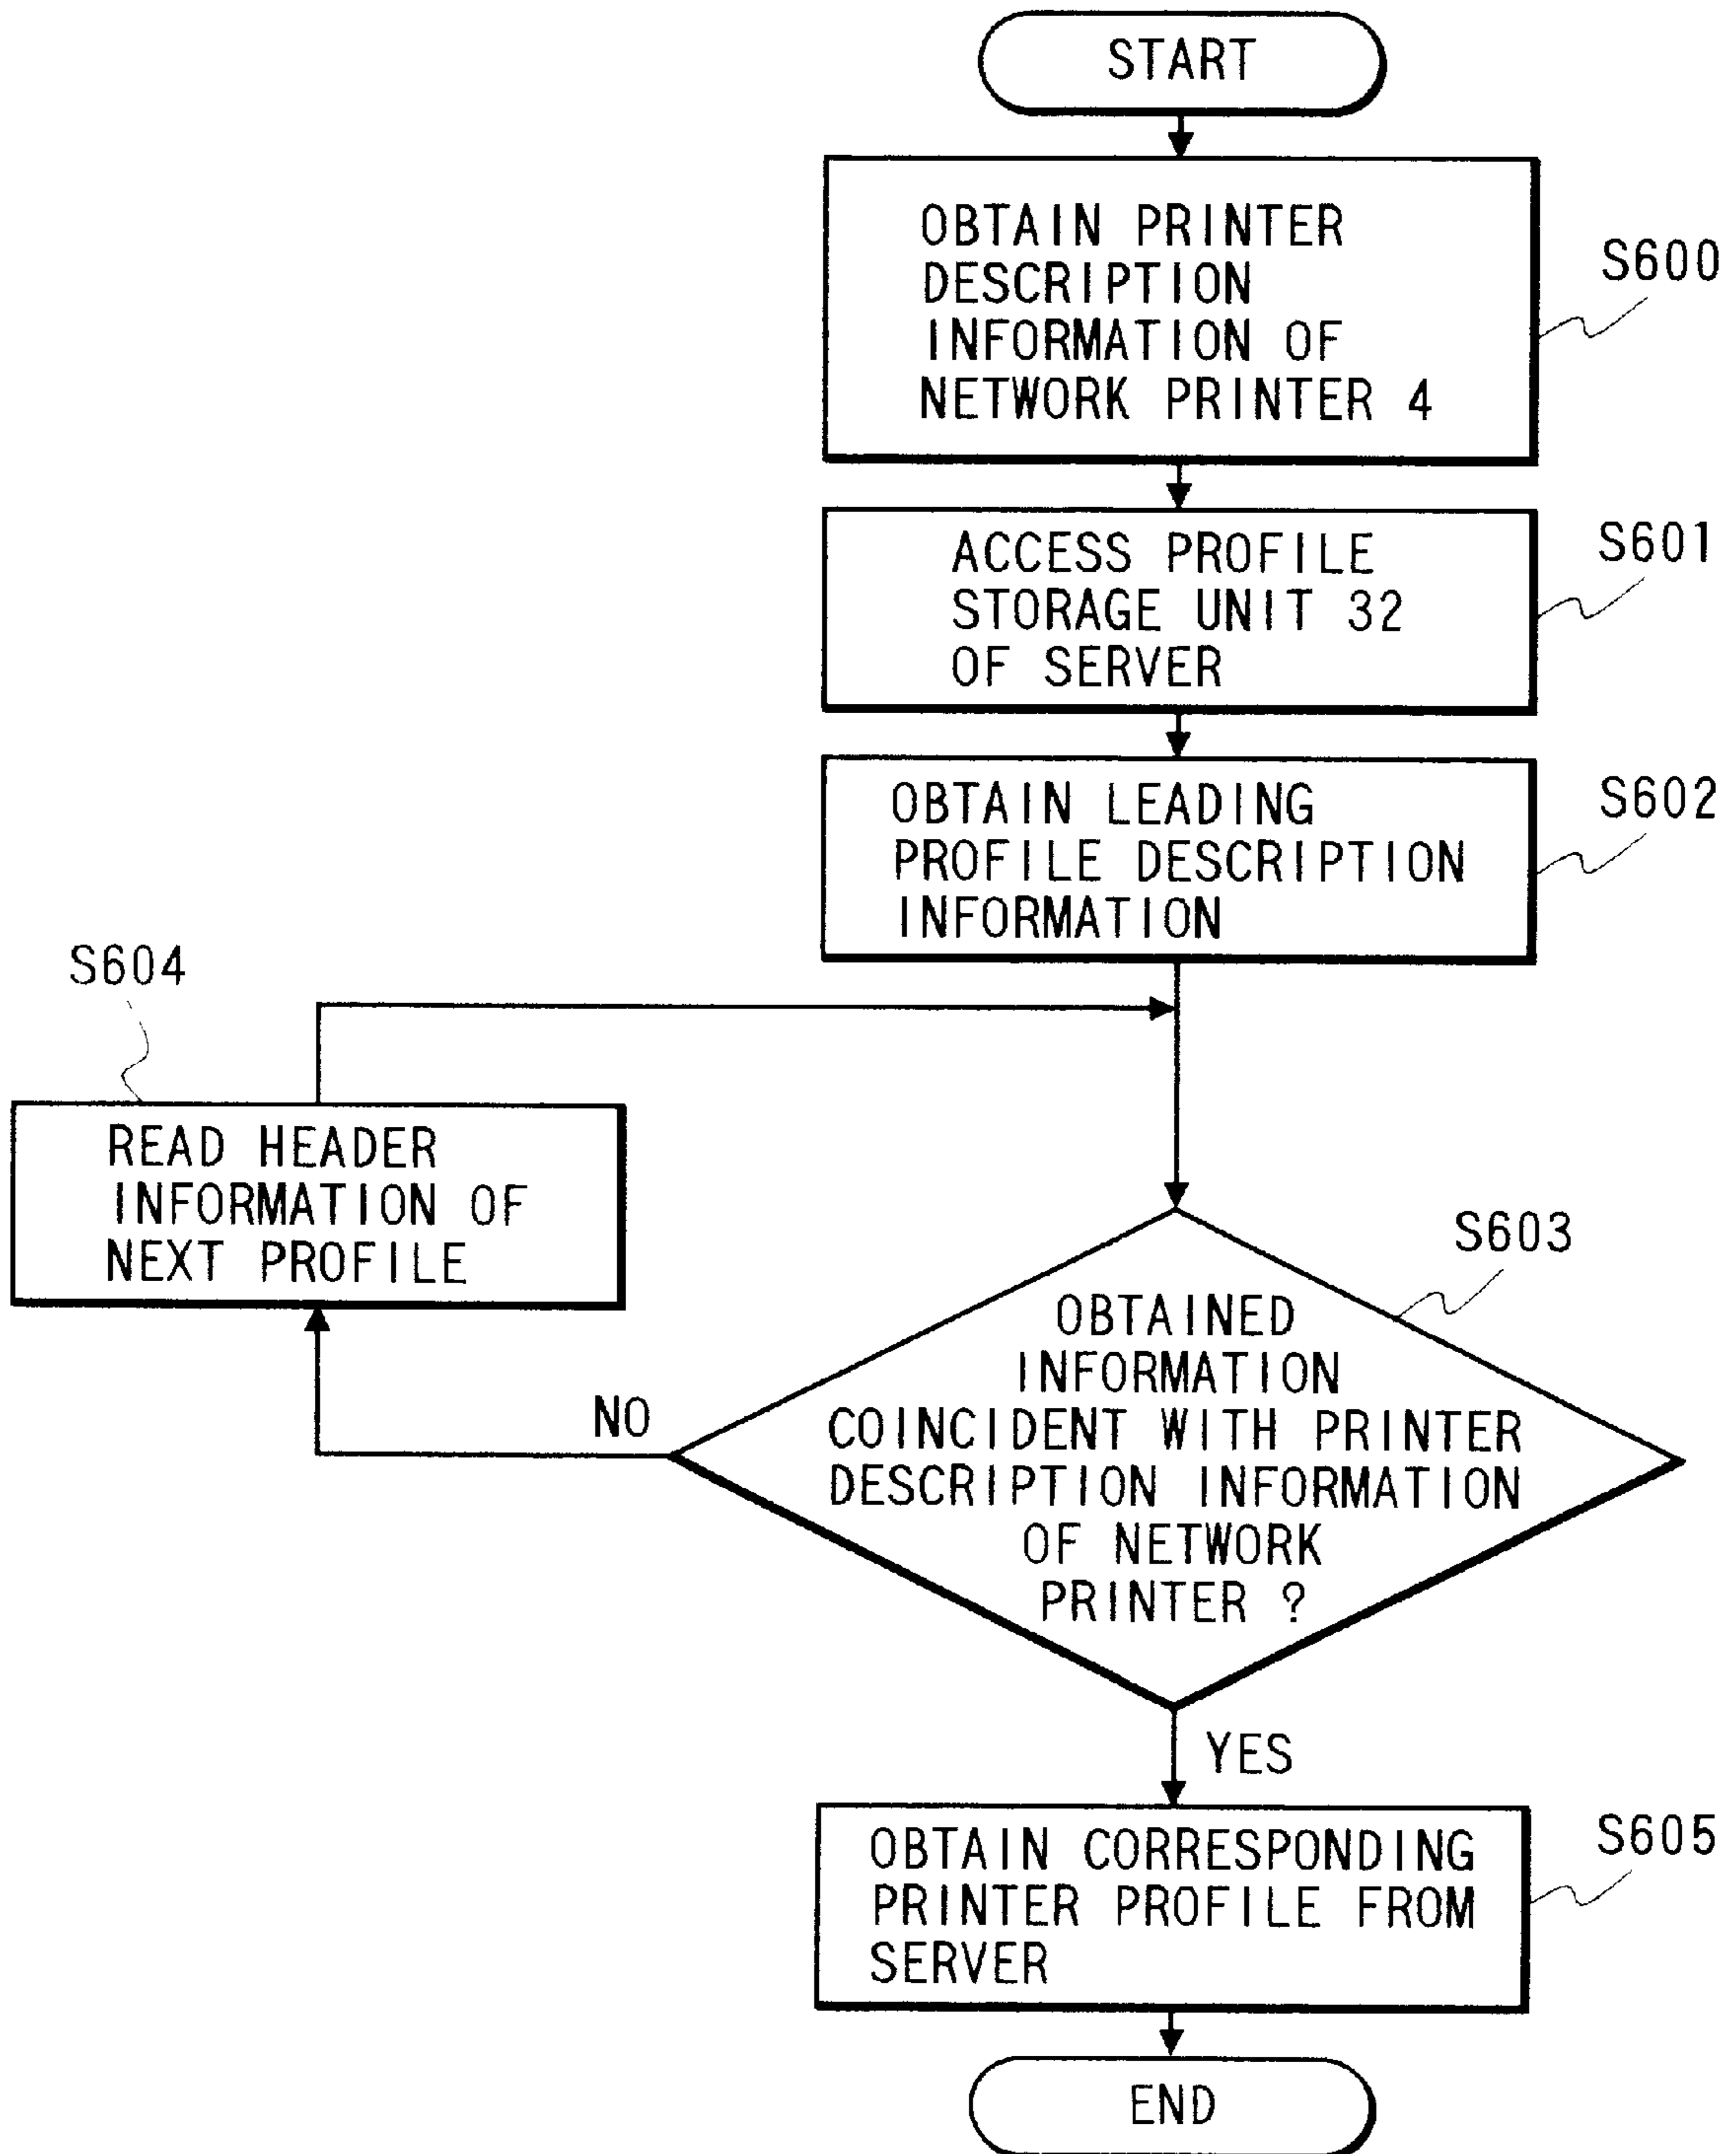 START
OBTAIN PRINTER
DESCRIPTION
INFORMATION OF
NETWORK PRINTER 4
S600
ACCESS PROFILE
STORAGE UNIT 32
OF SERVER
S601
OBTAIN LEADING
PROFILE DESCRIPTION
INFORMATION
S602
S604
READ HEADER
INFORMATION OF
NEXT PROFILE
S603
OBTAINED
INFORMATION
COINCIDENT WITH PRINTER
DESCRIPTION INFORMATION
OF NETWORK
PRINTER ?
NO
YES
OBTAIN CORRESPONDING
PRINTER PROFILE FROM
SERVER
S605
END